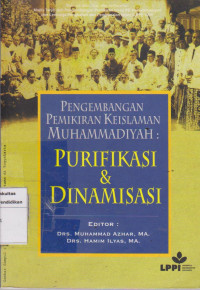 PENGEMBANGAN
PEMIKIRAN KEISLAMAN
MUHAMMADIYAH :
PURIFIKASI
&
DINAMISASI
EDITOR :
DRS. MUHAMMAD AZHAR, MA.
DRS. HAMIM ILYAS, MA.
LPPI